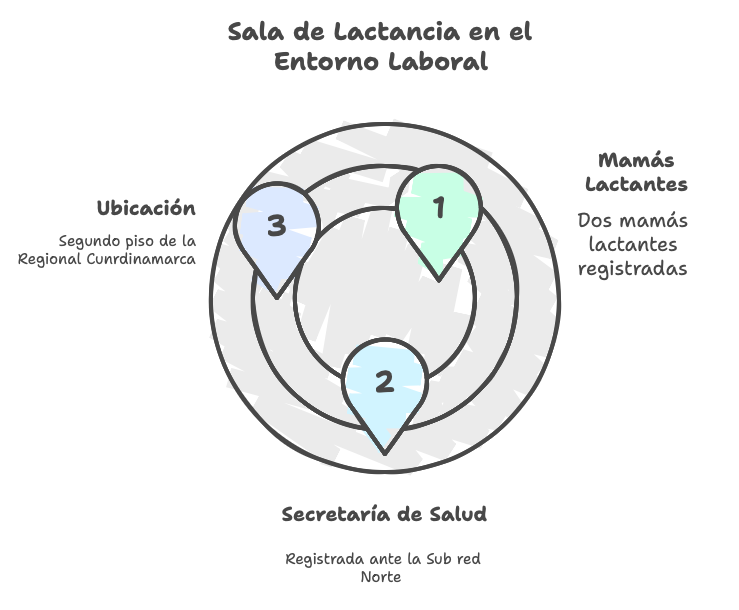 Sala de Lactancia en el
Entorno Laboral
Mamás
Lactantes
Dos mamás
lactantes
registradas
1
Ubicación
Segundo piso de la
Regional Cunrdinamarca
3
2
Secretaría de Salud
Registrada ante la Sub red
Norte